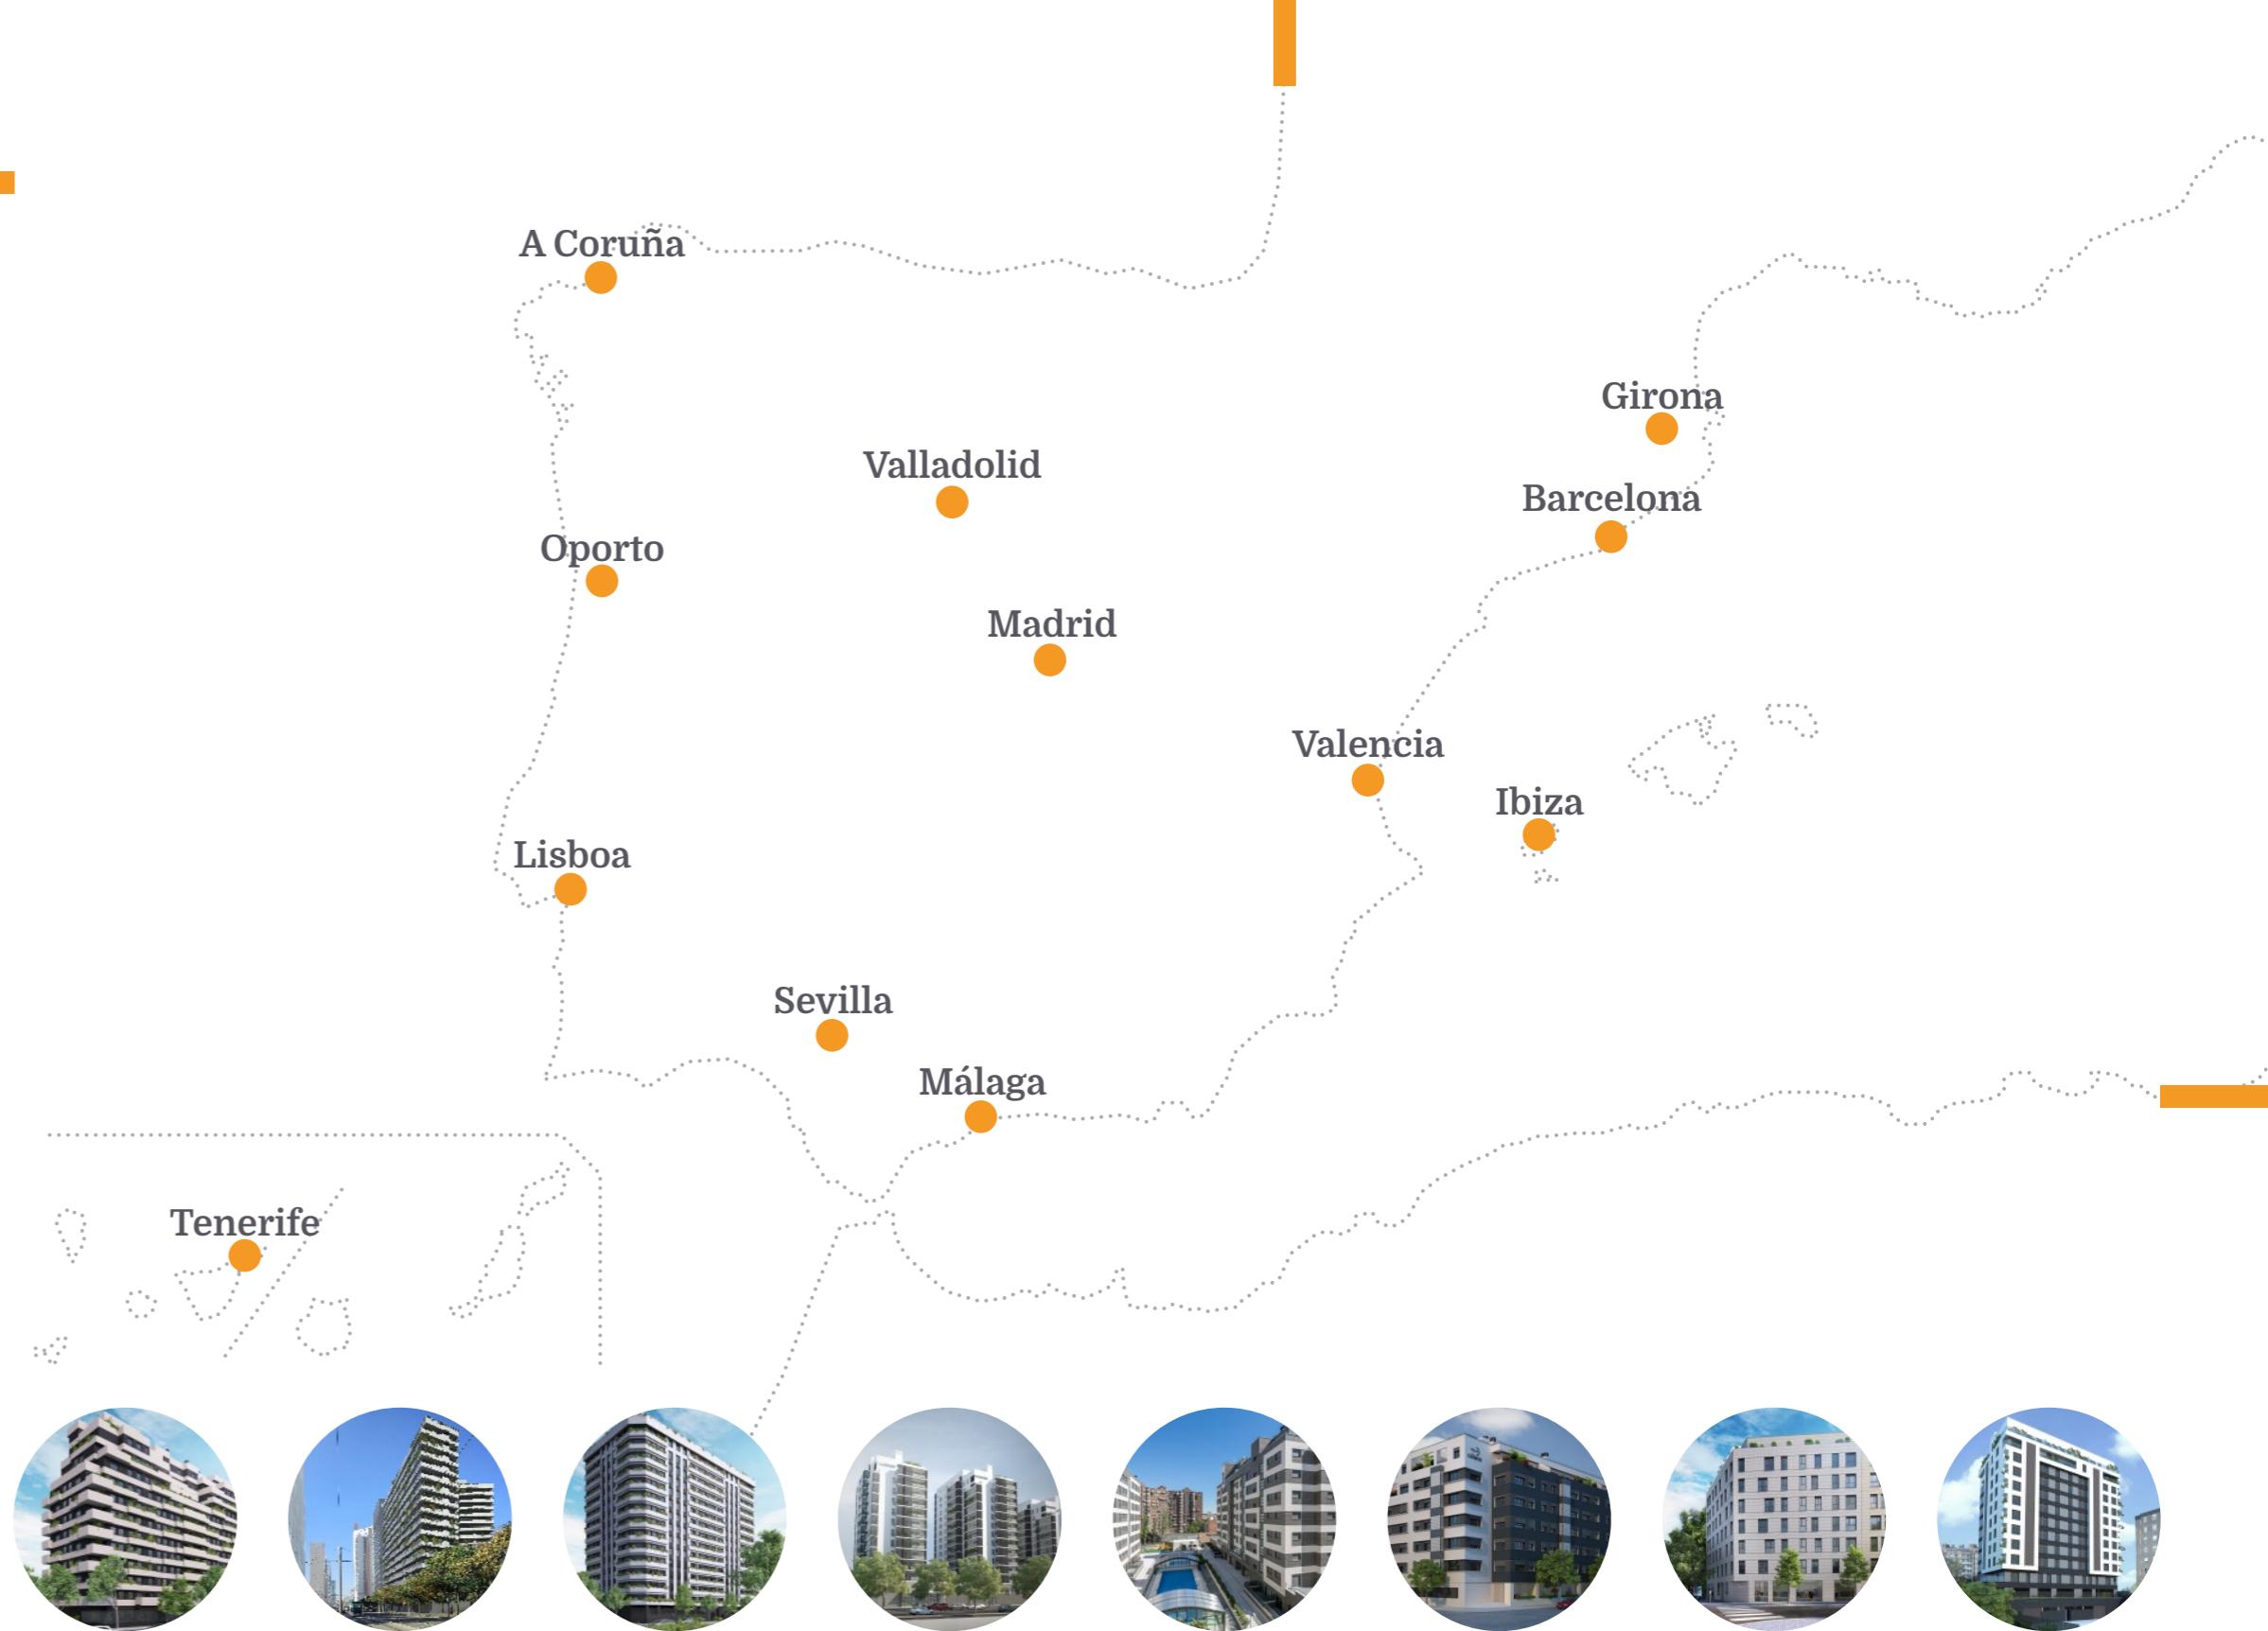 A Coruña
Girona
Valladolid
Barcelona
Oporto
Madrid
Valencia
Ibiza
Lisboa
Sevilla
Málaga
Tenerife